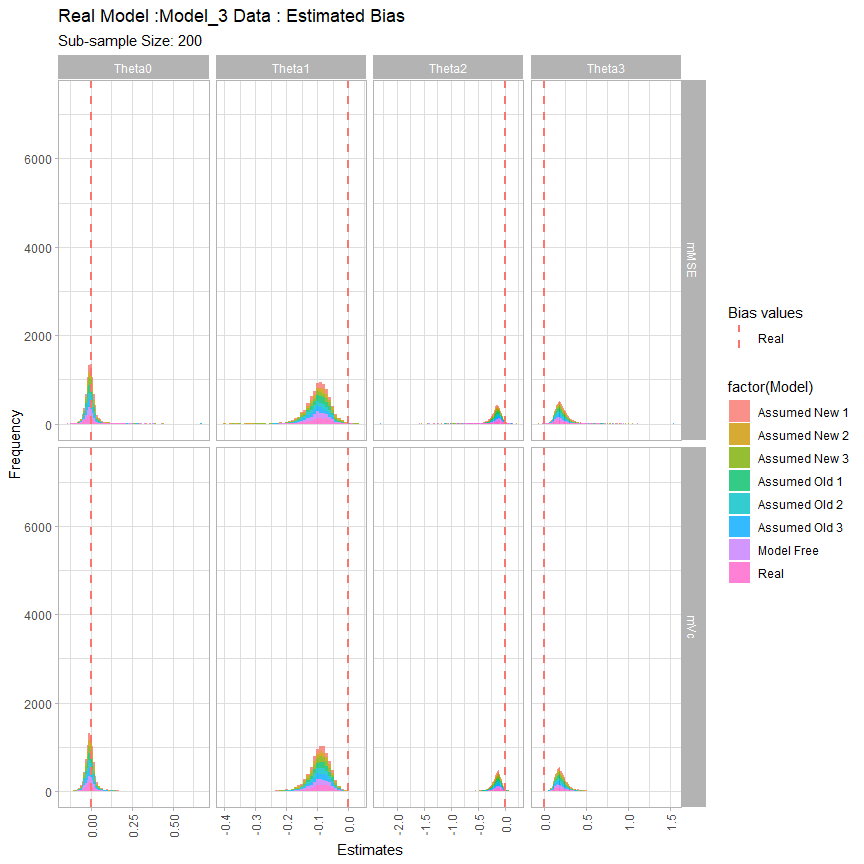 Real Model :Model_3 Data : Estimated Bias
Sub-sample Size: 200
Theta0 Theta1 Theta2 Theta3
6000
4000
2000
0
mMSE
6000
4000
2000
0
mVc
Frequency
0.00 0.25 0.50
-0.4 -0.3 -0.2 -0.1 0.0
-2.0 -1.5 -1.0 -0.5 0.0
0.0 0.5 1.0 1.5
Estimates
Bias values
Real
factor(Model)
Assumed New 1
Assumed New 2
Assumed New 3
Assumed Old 1
Assumed Old 2
Assumed Old 3
Model Free
Real